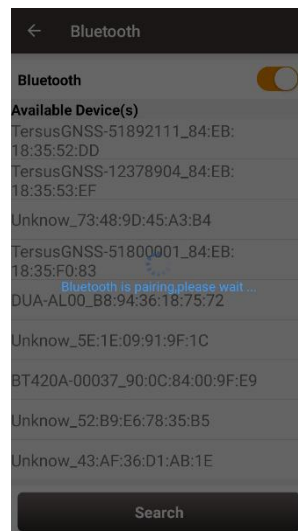 Bluetooth
Bluetooth
Available Device(s)
TersusGNSS-51892111_84:EB:
18:35:52:DD
TersusGNSS-12378904_84:EB:
18:35:53:EF
Unknow_73:48:9D:45:A3:B4
TersusGNSS-51800001_84:EB:
18:35:F0:83
Bluetooth is pairing,please wait ...
DUA-AL00_B8:94:36:18:75:72
Unknow_5E:1E:09:91:9F:1C
BT420A-00037_90:0C:84:00:9F:E9
Unknow_52:B9:E6:78:35:B5
Unknow_43:AF:36:D1:AB:1E
Search